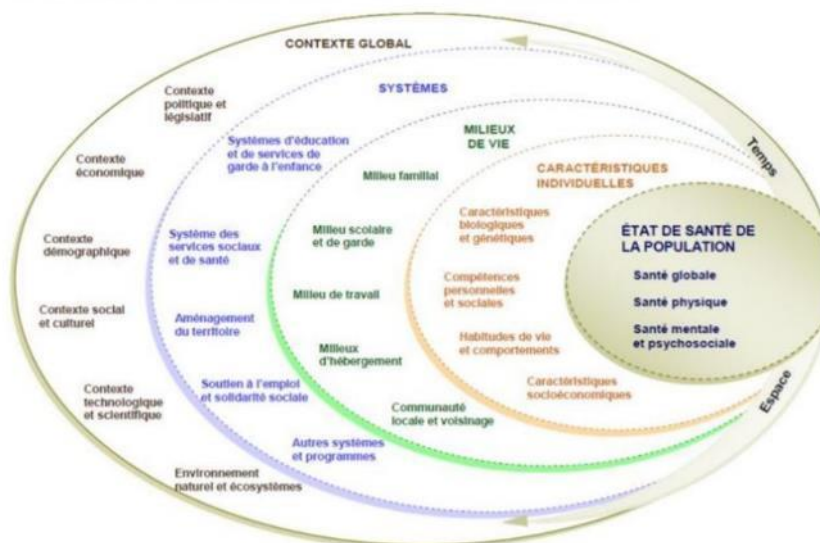 CONTEXTE GLOBAL
Contexte
politique et
législatif
Contexte
économique
Contexte
démographique
Contexte social
et culturel
Contexte
technologique
et scientifique
Environnement
naturel et écosystèmes
SYSTÈMES
Systèmes d'éducation
et de services de
garde à l'enfance
Système des
services sociaux
et de santé
Aménagement
du territoire
Soutien à l'emploi
et solidarité sociale
Autres systèmes
et programmes
MILIEUX
DE VIE
Milieu familial
Milieu scolaire
et de garde
Milieu de travail
Milieux
d'hébergement
Communauté
locale et voisinage
CARACTÉRISTIQUES
INDIVIDUELLES
Caractéristiques
biologiques
et génétiques
Compétences
personnelles
et sociales
Habitudes de vie
et comportements
Caractéristiques
socioéconomiques
ÉTAT DE SANTÉ DE
LA POPULATION
Santé globale
Santé physique
Santé mentale
et psychosociale
Temps
Espace